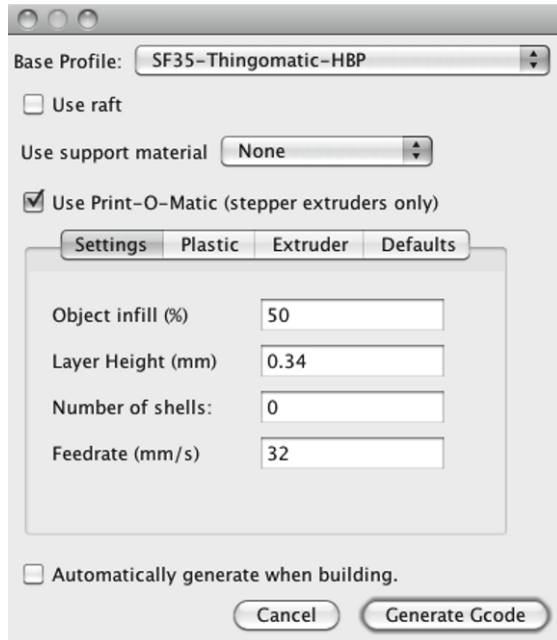 Base Profile: SF35-Thingomatic-HBP
Use raft
Use support material None
Use Print-O-Matic (stepper extruders only)
Settings Plastic Extruder Defaults
Object infill (%) 50
Layer Height (mm) 0.34
Number of shells: 0
Feedrate (mm/s) 32
Automatically generate when building.
Cancel Generate Gcode